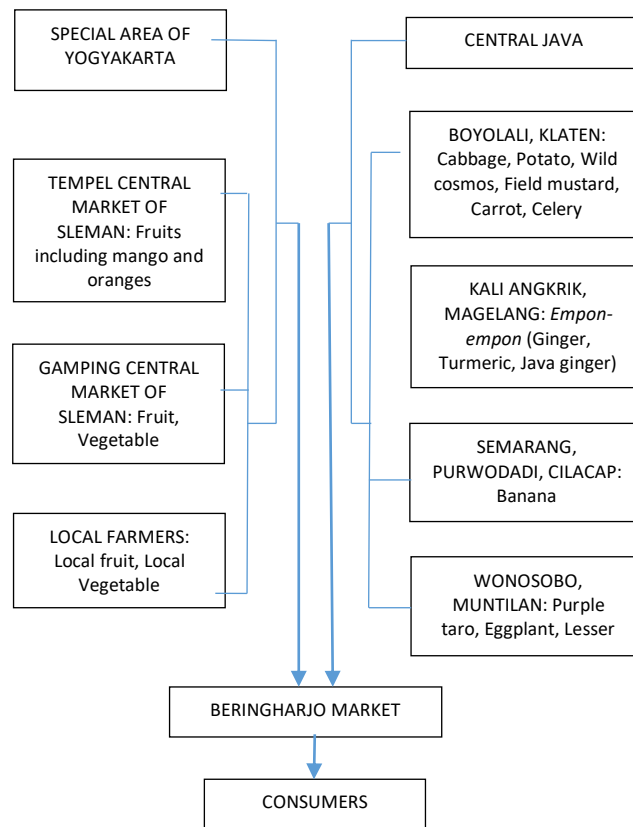 SPECIAL AREA OF
YOGYAKARTA
TEMPEL CENTRAL
MARKET OF
SLEMAN: Fruits
including mango and
oranges
GAMPING CENTRAL
MARKET OF
SLEMAN: Fruit,
Vegetable
LOCAL FARMERS:
Local fruit, Local
Vegetable
CENTRAL JAVA
BOYOLALI, KLATEN:
Cabbage, Potato, Wild
cosmos, Field mustard,
Carrot, Celery
KALI ANGKRIK,
MAGELANG: Empon-
empon (Ginger,
Turmeric, Java ginger)
SEMARANG,
PURWODADI, CILACAP:
Banana
WONOSOBO,
MUNTILAN: Purple
taro, Eggplant, Lesser
BERINGHARJO MARKET
CONSUMERS